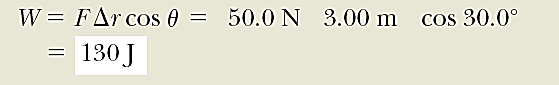 W = FΔr cos θ = 50.0 N 3.00 m cos 30.0°
= 130 J